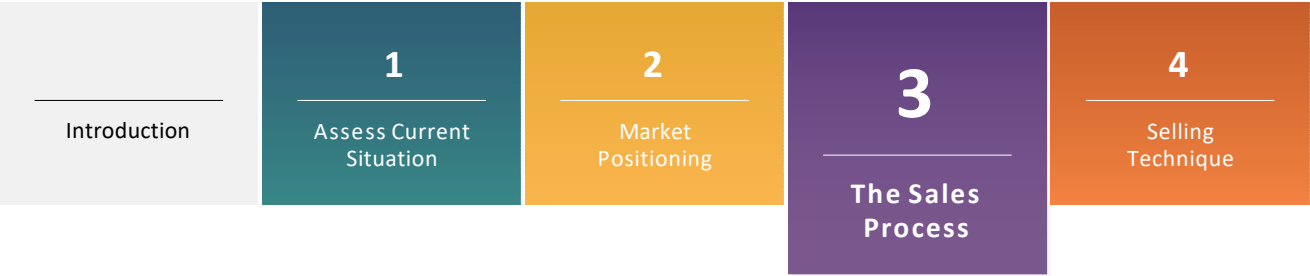 Introduction
1
Assess Current
Situation
2
Market
Positioning
3
The Sales
Process
4
Selling
Technique